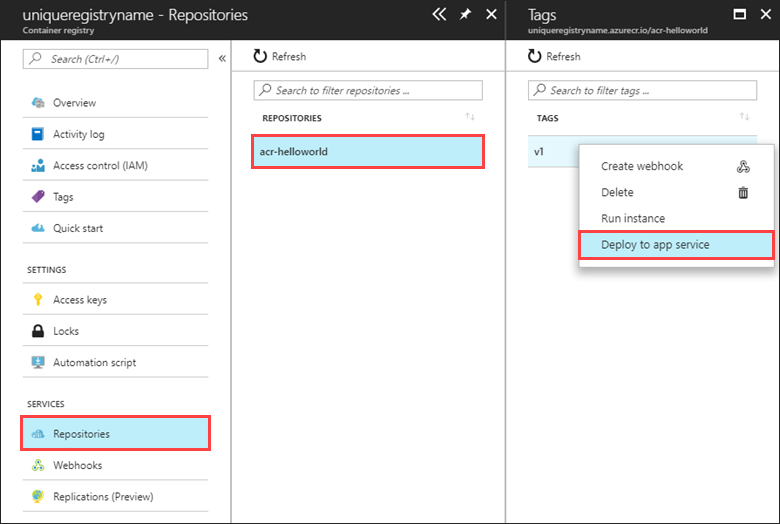 uniqueregistryname - Repositories
Container registry
Search (Ctrl+/)
Overview
Activity log
Access control (IAM)
Tags
Quick start
SETTINGS
Access keys
Locks
Automation script
SERVICES
Repositories
Webhooks
Replications (Preview)
Refresh
Search to filter repositories ...
REPOSITORIES
acr-helloworld
Tags
uniqueregistryname.azurecr.io/acr-helloworld
Refresh
Search to filter tags ...
TAGS
v1
Create webhook
Delete
Run instance
Deploy to app service